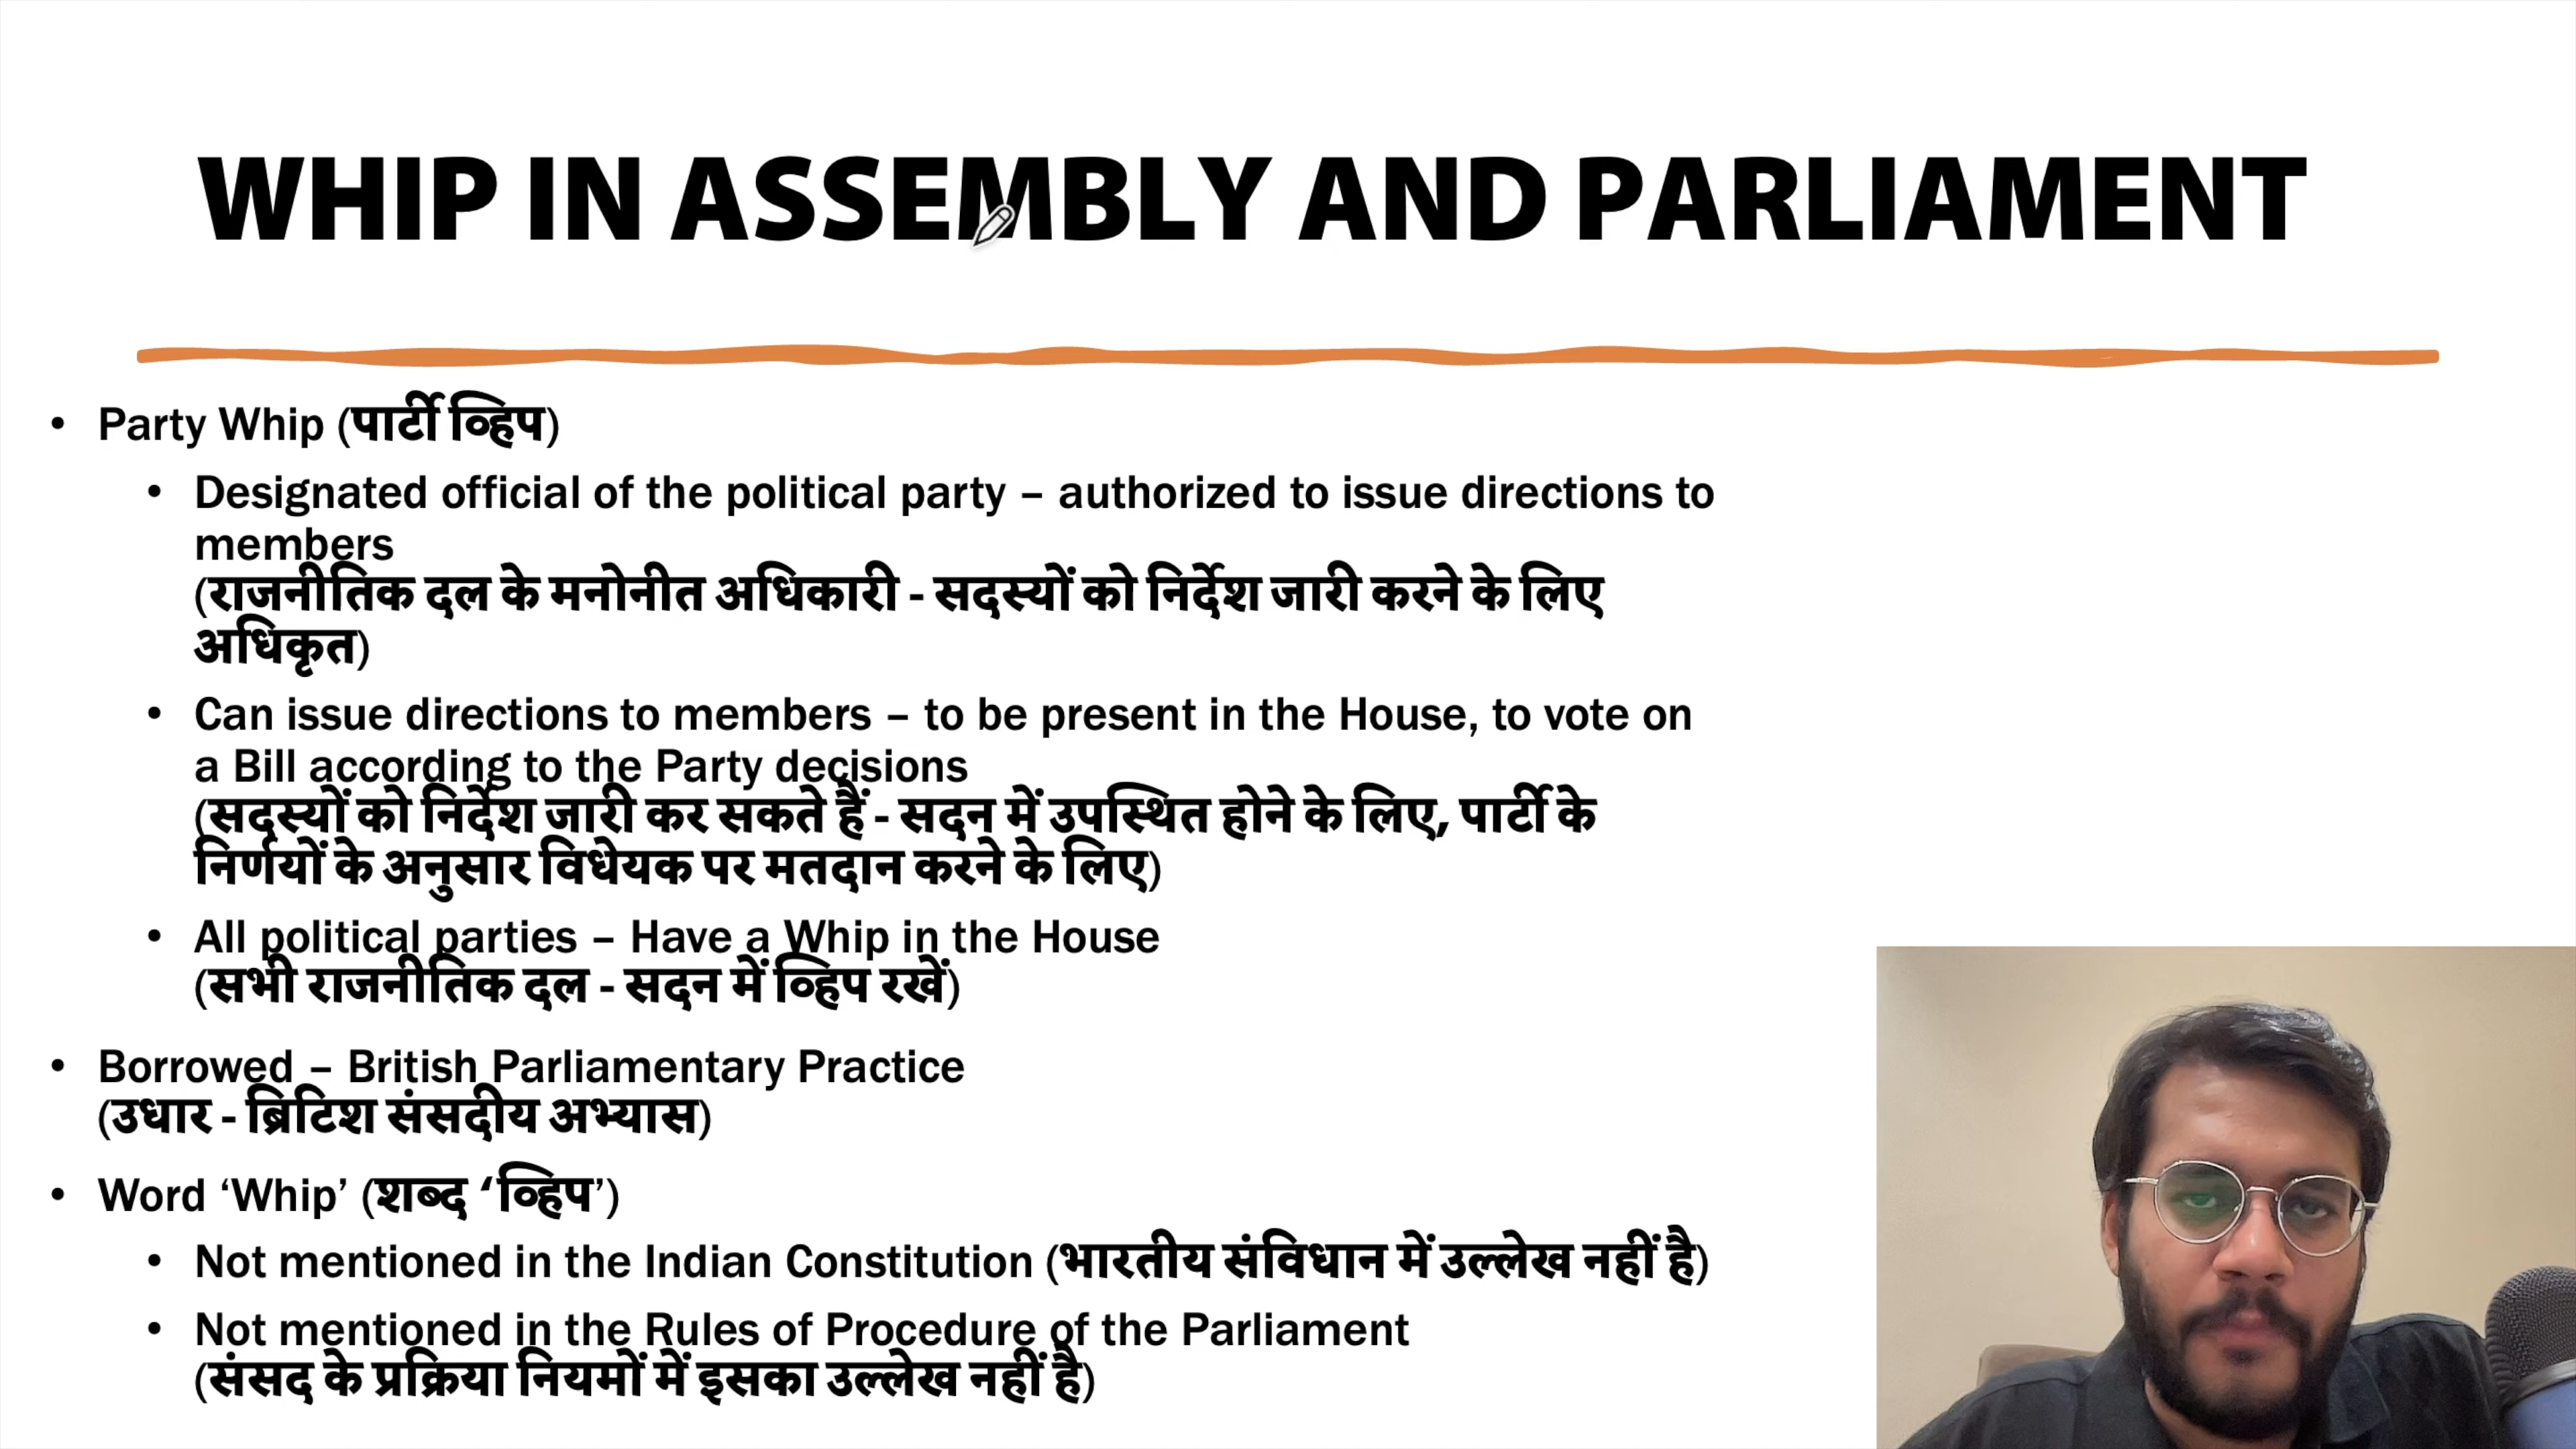 WHIP IN ASSEMBLY AND PARLIAMENT
• Party Whip (पार्टी व्हिप)
• Designated official of the political party – authorized to issue directions to
members
(राजनीतिक दल के मनोनीत अधिकारी - सदस्यों को निर्देश जारी करने के लिए
अधिकृत)
• Can issue directions to members – to be present in the House, to vote on
a Bill according to the Party decisions
(सदस्यों को निर्देश जारी कर सकते हैं - सदन में उपस्थित होने के लिए, पार्टी के
निर्णयों के अनुसार विधेयक पर मतदान करने के लिए)
• All political parties – Have a Whip in the House
(सभी राजनीतिक दल - सदन में व्हिप रखें)
• Borrowed – British Parliamentary Practice
(उधार - ब्रिटिश संसदीय अभ्यास)
• Word ‘Whip’ (शब्द ‘व्हिप’)
• Not mentioned in the Indian Constitution (भारतीय संविधान में उल्लेख नहीं है)
• Not mentioned in the Rules of Procedure of the Parliament
(संसद के प्रक्रिया नियमों में इसका उल्लेख नहीं है)